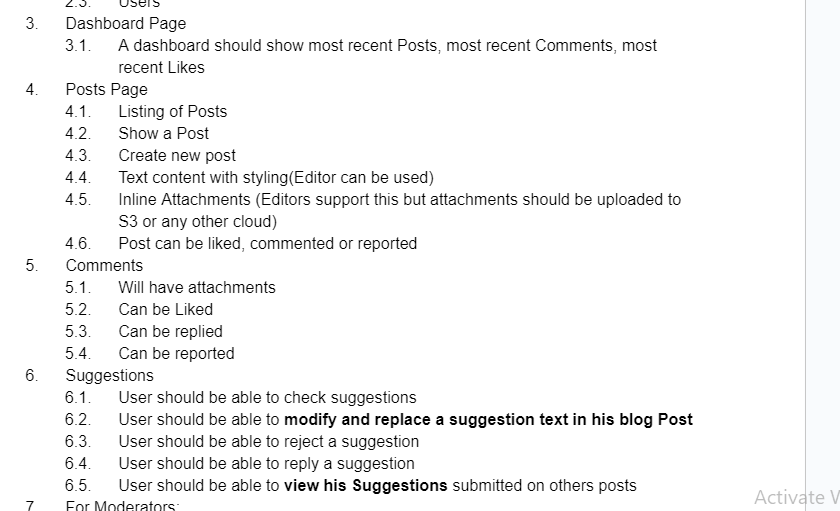 2.3. Users
3. Dashboard Page
3.1. A dashboard should show most recent Posts, most recent Comments, most
recent Likes
4. Posts Page
4.1. Listing of Posts
4.2. Show a Post
4.3. Create new post
4.4. Text content with styling(Editor can be used)
4.5. Inline Attachments (Editors support this but attachments should be uploaded to
S3 or any other cloud)
4.6. Post can be liked, commented or reported
5. Comments
5.1. Will have attachments
5.2. Can be Liked
5.3. Can be replied
5.4. Can be reported
6. Suggestions
6.1. User should be able to check suggestions
6.2. User should be able to modify and replace a suggestion text in his blog Post
6.3. User should be able to reject a suggestion
6.4. User should be able to reply a suggestion
6.5. User should be able to view his Suggestions submitted on others posts
7. For Moderators:
Activate